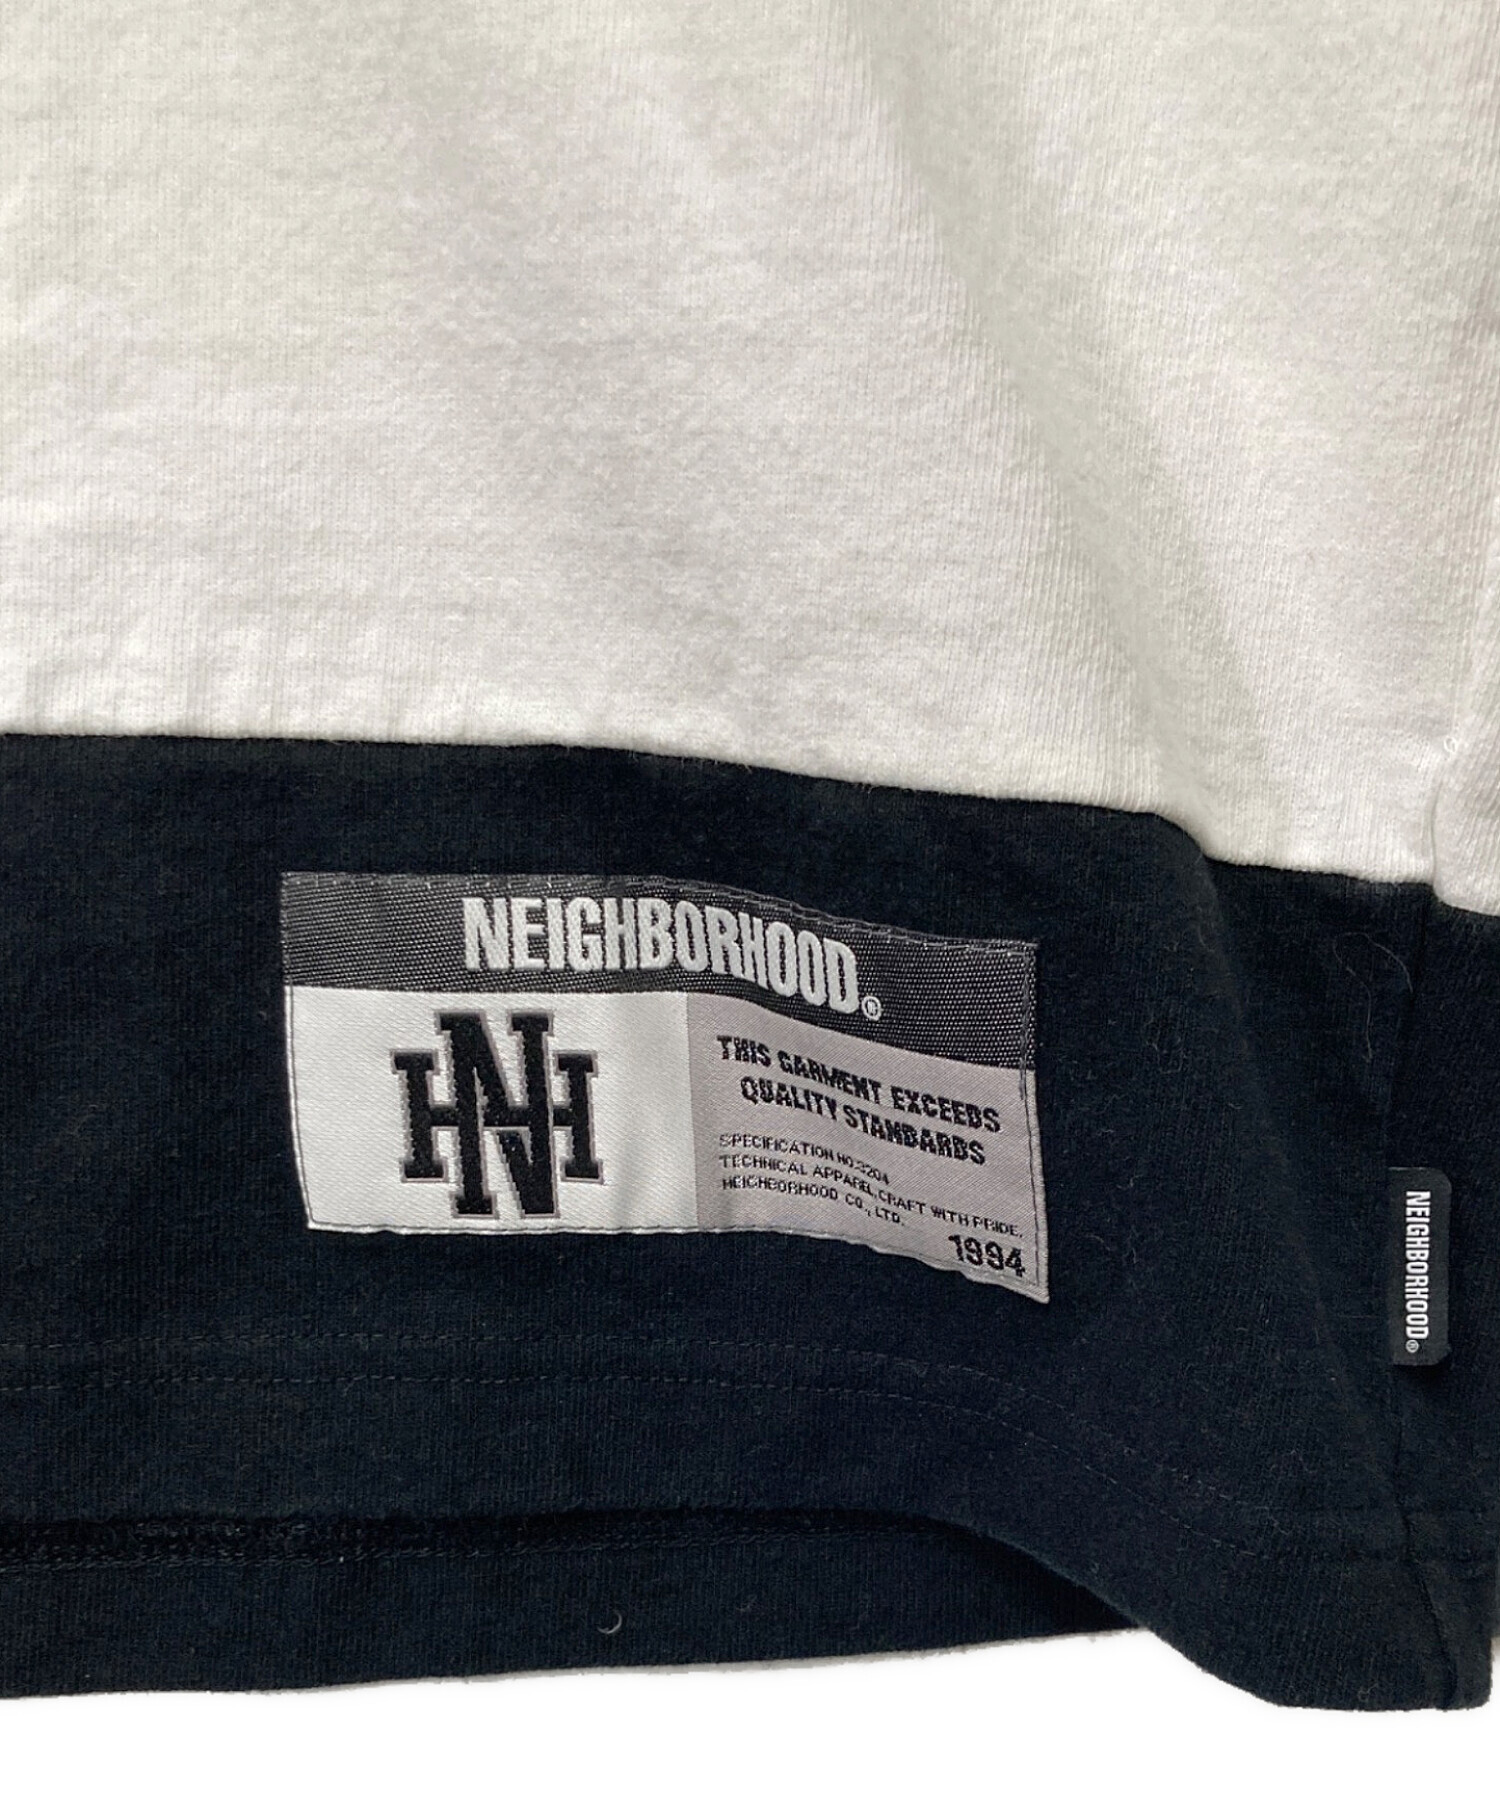 NEIGHBORHOOD®
NH
THIS GARMENT EXCEEDS
QUALITY STANDARDS
SPECIFICATION NO.3204
TECHNICAL APPAREL,CRAFT WITH PRIDE.
NEIGHBORHOOD CO., LTD.
1994
NEIGHBORHOOD®